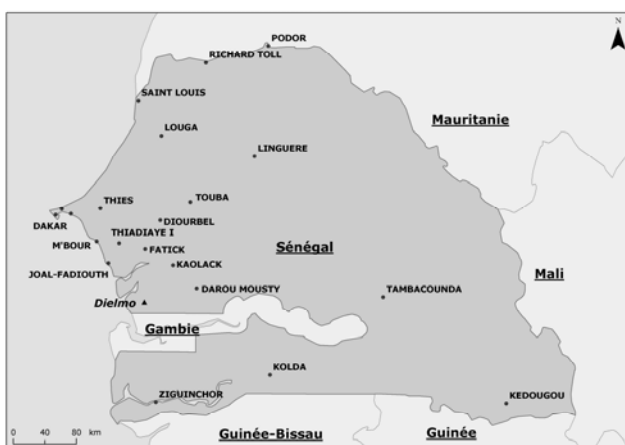 N
PODOR
RICHARD TOLL
SAINT LOUIS
Mauritanie
LOUGA
LINGUERE
THIES
TOUBA
DAKAR
DIOURBEL
THIADIAYE I
M'BOUR
FATICK
Sénégal
KAOLACK
JOAL-FADIOUTH
Mali
DAROU MOUSTY
TAMBACOUNDA
Dielmo
Gambie
KOLDA
ZIGUINCHOR
KEDOUGOU
0 40 80 km
Guinée-Bissau
Guinée